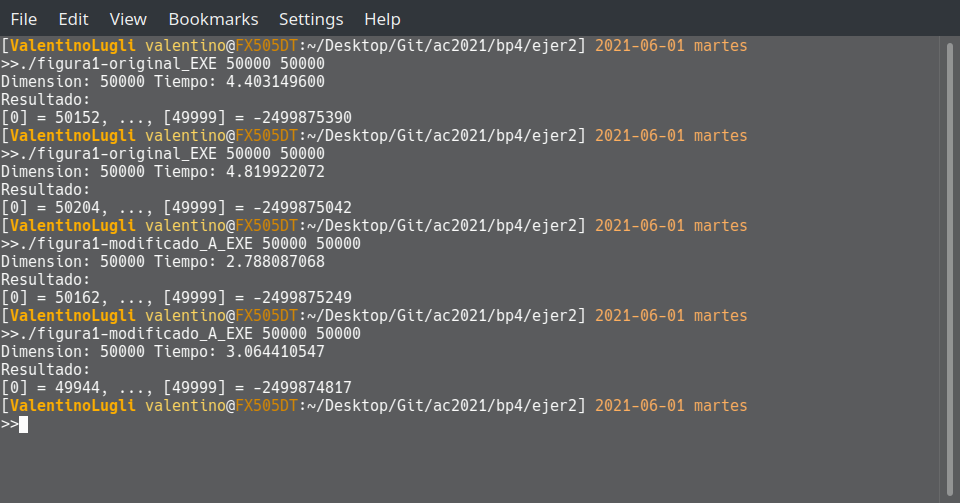 File Edit View Bookmarks Settings Help
[ValentinoLugli valentino@FX505DT:~/Desktop/Git/ac2021/bp4/ejer2] 2021-06-01 martes
>>./figura1-original_EXE 50000 50000
Dimension: 50000 Tiempo: 4.403149600
Resultado:
[0] = 50152, ..., [49999] = -2499875390
[ValentinoLugli valentino@FX505DT:~/Desktop/Git/ac2021/bp4/ejer2] 2021-06-01 martes
>>./figura1-original_EXE 50000 50000
Dimension: 50000 Tiempo: 4.819922072
Resultado:
[0] = 50204, ..., [49999] = -2499875042
[ValentinoLugli valentino@FX505DT:~/Desktop/Git/ac2021/bp4/ejer2] 2021-06-01 martes
>>./figura1-modificado_A_EXE 50000 50000
Dimension: 50000 Tiempo: 2.788087068
Resultado:
[0] = 50162, ..., [49999] = -2499875249
[ValentinoLugli valentino@FX505DT:~/Desktop/Git/ac2021/bp4/ejer2] 2021-06-01 martes
>>./figura1-modificado_A_EXE 50000 50000
Dimension: 50000 Tiempo: 3.064410547
Resultado:
[0] = 49944, ..., [49999] = -2499874817
[ValentinoLugli valentino@FX505DT:~/Desktop/Git/ac2021/bp4/ejer2] 2021-06-01 martes
>>